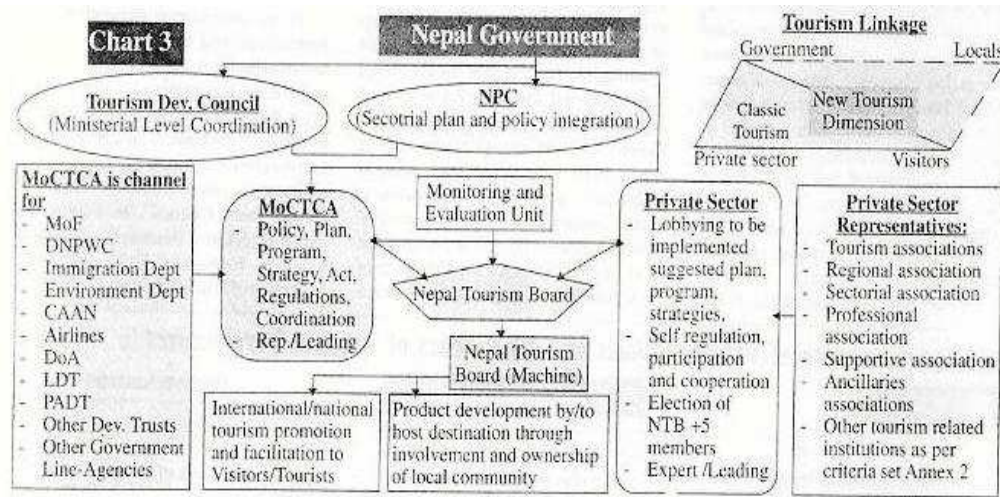 Chart 3
Nepal Government
Tourism Linkage
Government
Locals
Classic
Tourism
New Tourism
Dimension
Private sector
Visitors
Tourism Dev. Council
(Ministerial Level Coordination)
NPC
(Secotrial plan and policy integration)
MoCTCA is channel
for
- MoF
- DNPWC
- Immigration Dept
- Environment Dept
- CAAN
- Airlines
- DoA
- LDT
- PADT
- Other Dev. Trusts
- Other Government
Line-Agencies
MoCTCA
- Policy, Plan,
Program,
Strategy, Act,
Regulations,
Coordination
- Rep./Leading
Monitoring and
Evaluation Unit
Nepal Tourism Board
Nepal Tourism
Board (Machine)
International/national
tourism promotion
and facilitation to
Visitors/Tourists
Product development by/to
host destination through
involvement and ownership
of local community
Private Sector
- Lobbying to be
implemented
suggested plan,
program,
strategies,
- Self regulation,
participation
and cooperation
- Election of
NTB +5
members
- Expert /Leading
Private Sector
Representatives:
- Tourism associations
- Regional association
- Sectorial association
- Professional
association
- Supportive association
- Ancillaries
associations
- Other tourism related
institutions as per
criteria set Annex 2